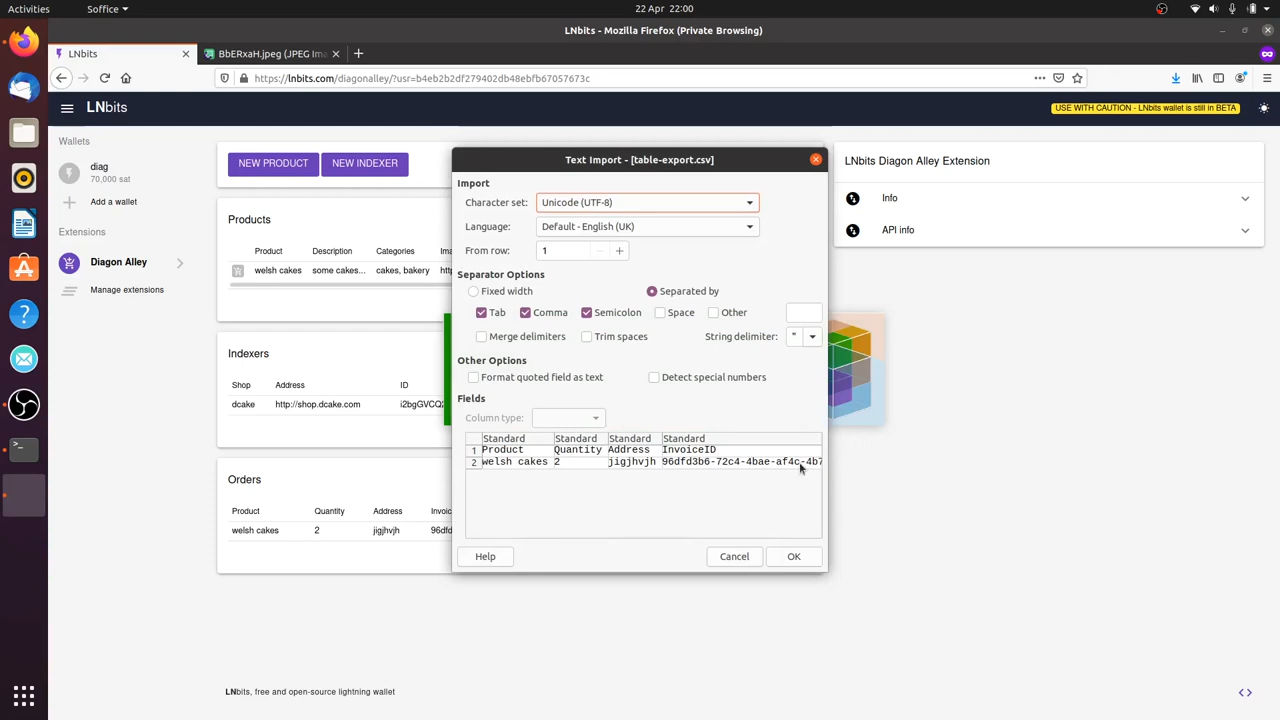 Activities
Soffice
22 Apr 22:00
LNbits - Mozilla Firefox (Private Browsing)
LNbits
BbERxaH.jpeg (JPEG Ima
https://lnbits.com/diagonalley/?usr=b4eb2b2df279402db48ebfb67057673c
LNbits
USE WITH CAUTION - LNbits wallet is still in BETA
Wallets
diag
70,000 sat
Add a wallet
Extensions
Diagon Alley
Manage extensions
NEW PRODUCT
NEW INDEXER
Products
Product Description Categories Ima
welsh cakes some cakes... cakes, bakery htt
Indexers
Shop Address ID
dcake http://shop.dcake.com i2bgGVCQ
Orders
Product Quantity Address Invoic
welsh cakes 2 jigjhvjh 96dfd
Text Import - [table-export.csv]
Import
Character set: Unicode (UTF-8)
Language: Default - English (UK)
From row: 1
Separator Options
Fixed width Separated by
Tab Comma Semicolon Space Other
Merge delimiters Trim spaces String delimiter: "
Other Options
Format quoted field as text Detect special numbers
Fields
Column type:
Standard Standard Standard Standard
1 Product Quantity Address InvoiceID
2 welsh cakes 2 jigjhvjh 96dfd3b6-72c4-4bae-af4c-4b7
Help
Cancel
OK
LNbits Diagon Alley Extension
Info
API info
LNbits, free and open-source lightning wallet